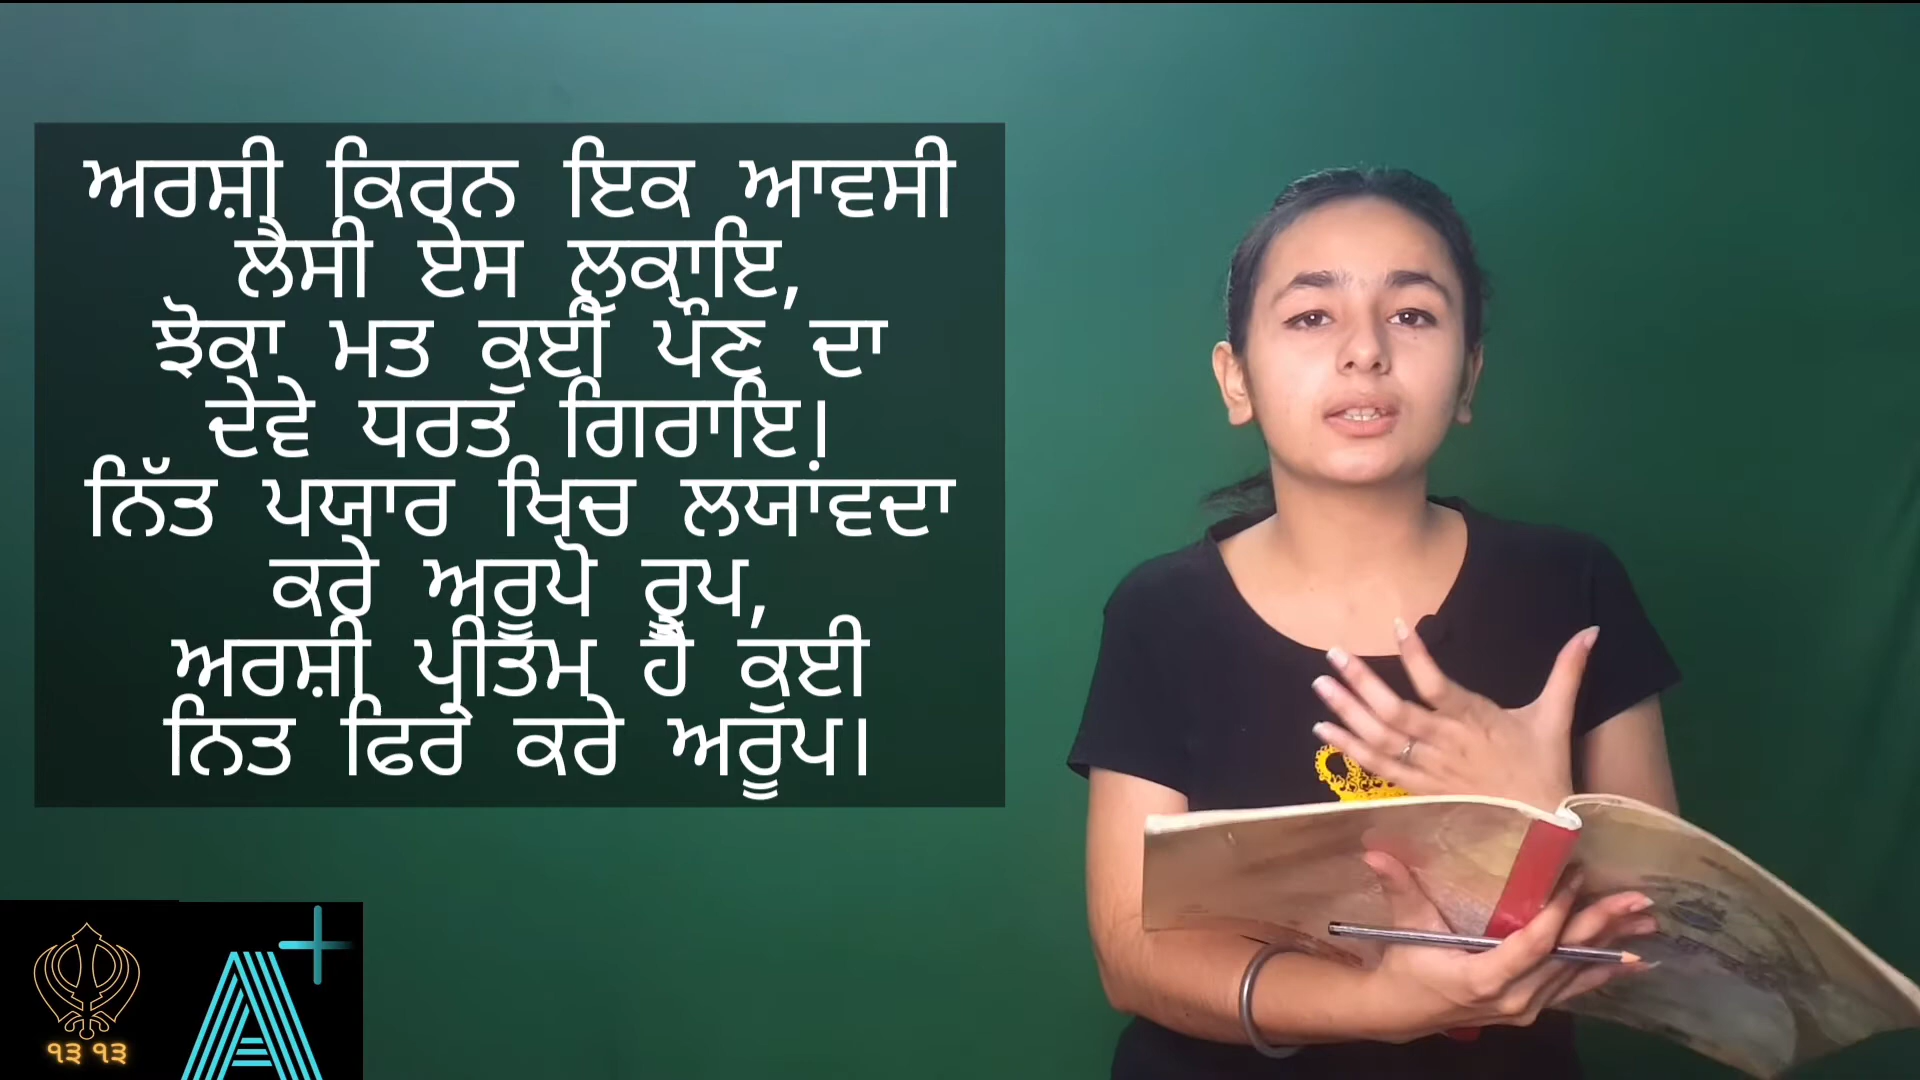 ਅਰਸ਼ੀ ਕਿਰਨ ਇਕ ਆਵਸੀ
ਲੈਸੀ ਏਸ ਲੁਕਾਇ,
ਝੋਕਾ ਮਤ ਕੁਈ ਪੌਣ ਦਾ
ਦੇਵੇ ਧਰਤ ਗਿਰਾਇ।
ਨਿੱਤ ਪਯਾਰ ਖਿਚ ਲਯਾਂਵਦਾ
ਕਰੇ ਅਰੂਪੋ ਰੂਪ,
ਅਰਸ਼ੀ ਪ੍ਰੀਤਮ ਹੈ ਕੁਈ
ਨਿਤ ਫਿਰ ਕਰੇ ਅਰੂਪ।
੧੩ ੧੩
A+